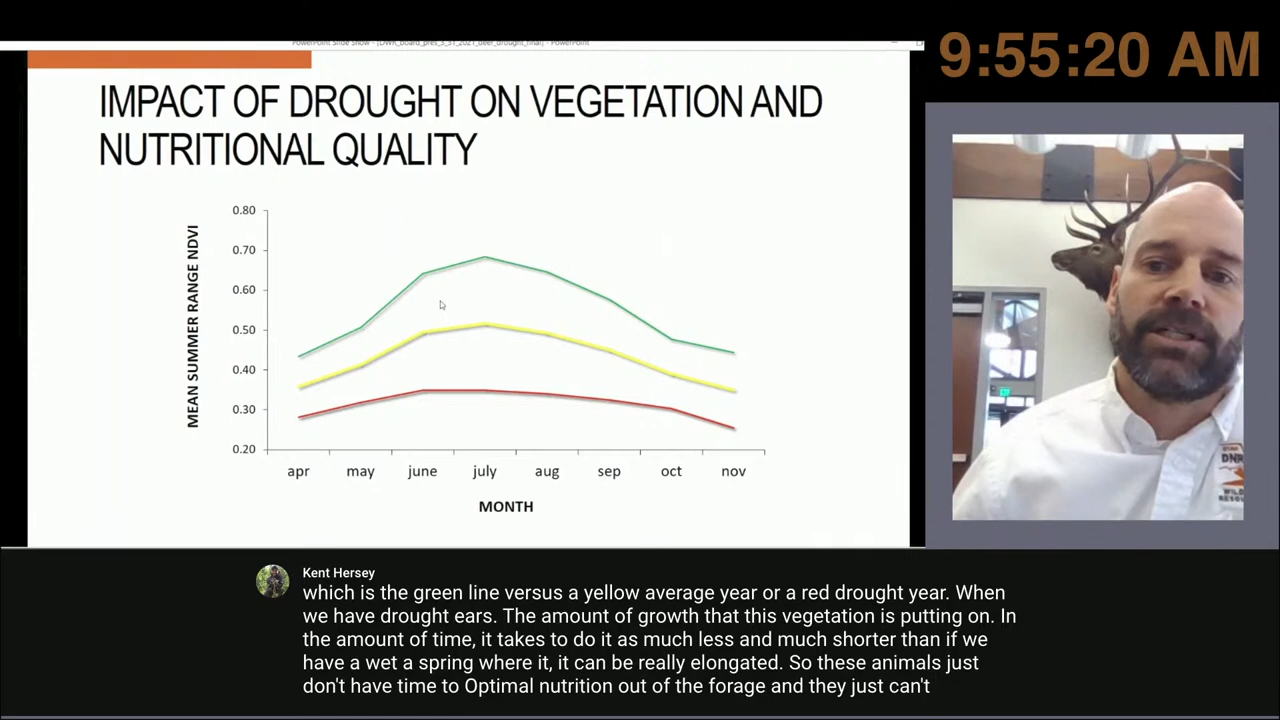 PowerPoint Slide Show - [DWR_board_pres_3_31_2021_deer_drought_final] - PowerPoint
9:55:20 AM
IMPACT OF DROUGHT ON VEGETATION AND
NUTRITIONAL QUALITY
MEAN SUMMER RANGE NDVI
0.80
0.70
0.60
0.50
0.40
0.30
0.20
apr may june july aug sep oct nov
MONTH
DNR
Kent Hersey
which is the green line versus a yellow average year or a red drought year. When
we have drought ears. The amount of growth that this vegetation is putting on. In
the amount of time, it takes to do it as much less and much shorter than if we
have a wet a spring where it, it can be really elongated. So these animals just
don't have time to Optimal nutrition out of the forage and they just can't